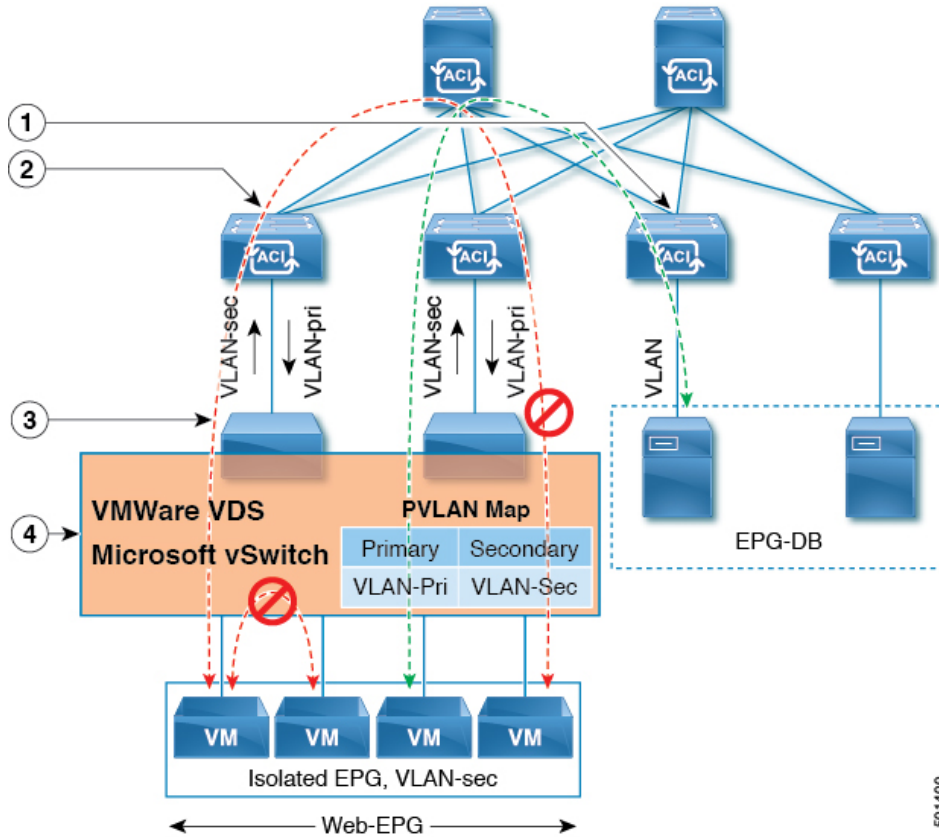 ACI
ACI
1
2
ACI
ACI
ACI
ACI
VLAN-sec
VLAN-pri
VLAN-sec
VLAN-pri
VLAN
3
4
VMWare VDS
Microsoft vSwitch
PVLAN Map
Primary Secondary
VLAN-Pri VLAN-Sec
EPG-DB
VM
VM
VM
VM
Isolated EPG, VLAN-sec
Web-EPG